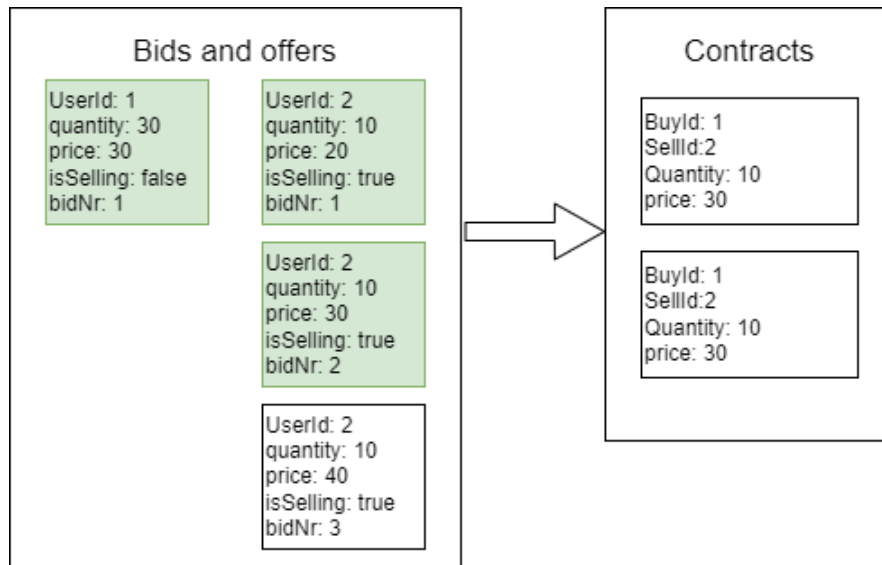 Bids and offers
UserId: 1
quantity: 30
price: 30
isSelling: false
bidNr: 1
UserId: 2
quantity: 10
price: 20
isSelling: true
bidNr: 1
UserId: 2
quantity: 10
price: 30
isSelling: true
bidNr: 2
UserId: 2
quantity: 10
price: 40
isSelling: true
bidNr: 3
Contracts
BuyId: 1
SellId:2
Quantity: 10
price: 30
BuyId: 1
SellId:2
Quantity: 10
price: 30